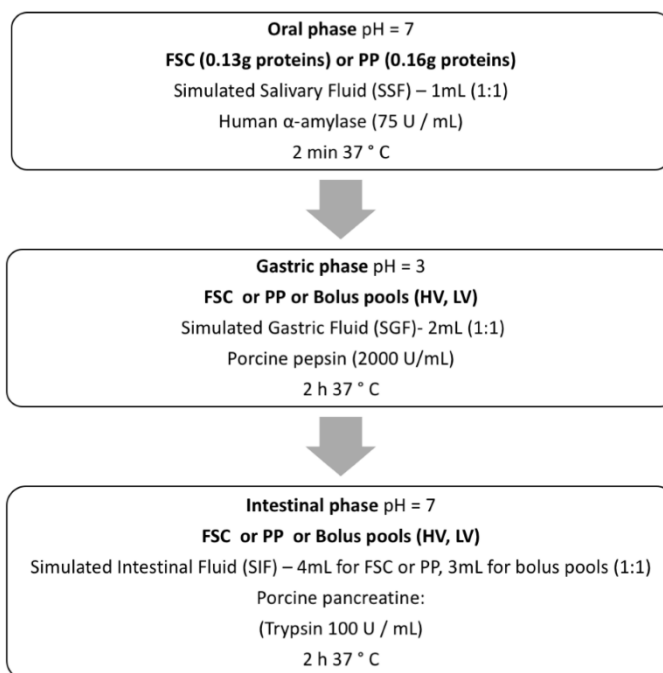 Oral phase pH = 7
FSC (0.13g proteins) or PP (0.16g proteins)
Simulated Salivary Fluid (SSF) – 1mL (1:1)
Human α-amylase (75 U / mL)
2 min 37 ° C
Gastric phase pH = 3
FSC or PP or Bolus pools (HV, LV)
Simulated Gastric Fluid (SGF)- 2mL (1:1)
Porcine pepsin (2000 U/mL)
2 h 37 ° C
Intestinal phase pH = 7
FSC or PP or Bolus pools (HV, LV)
Simulated Intestinal Fluid (SIF) – 4mL for FSC or PP, 3mL for bolus pools (1:1)
Porcine pancreatine:
(Trypsin 100 U / mL)
2 h 37 ° C